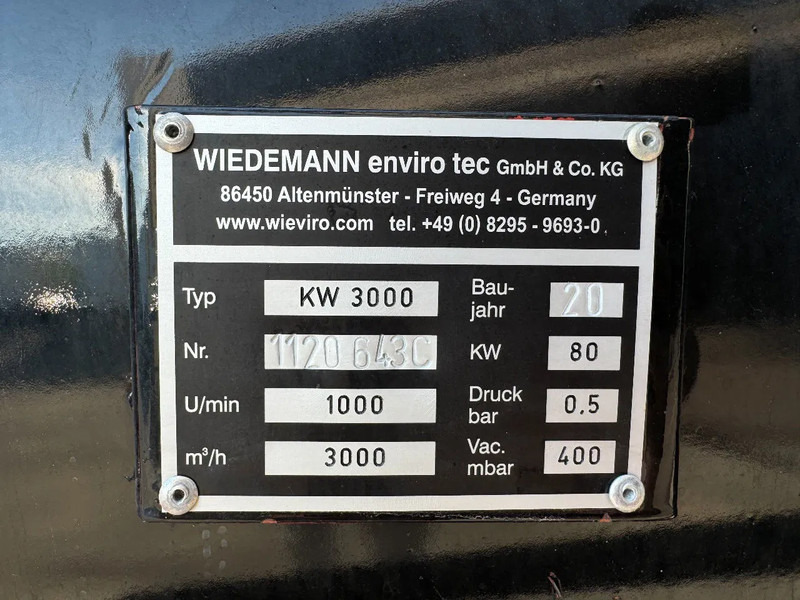 WIEDEMANN enviro tec GmbH & Co. KG
86450 Altenmünster - Freiweg 4 - Germany
www.wieviro.com tel. +49 (0) 8295 - 9693-0
Typ KW 3000 Bau-jahr 20
Nr. 1120 643C KW 80
U/min 1000 Druck bar 0.5
m³/h 3000 Vac. mbar 400